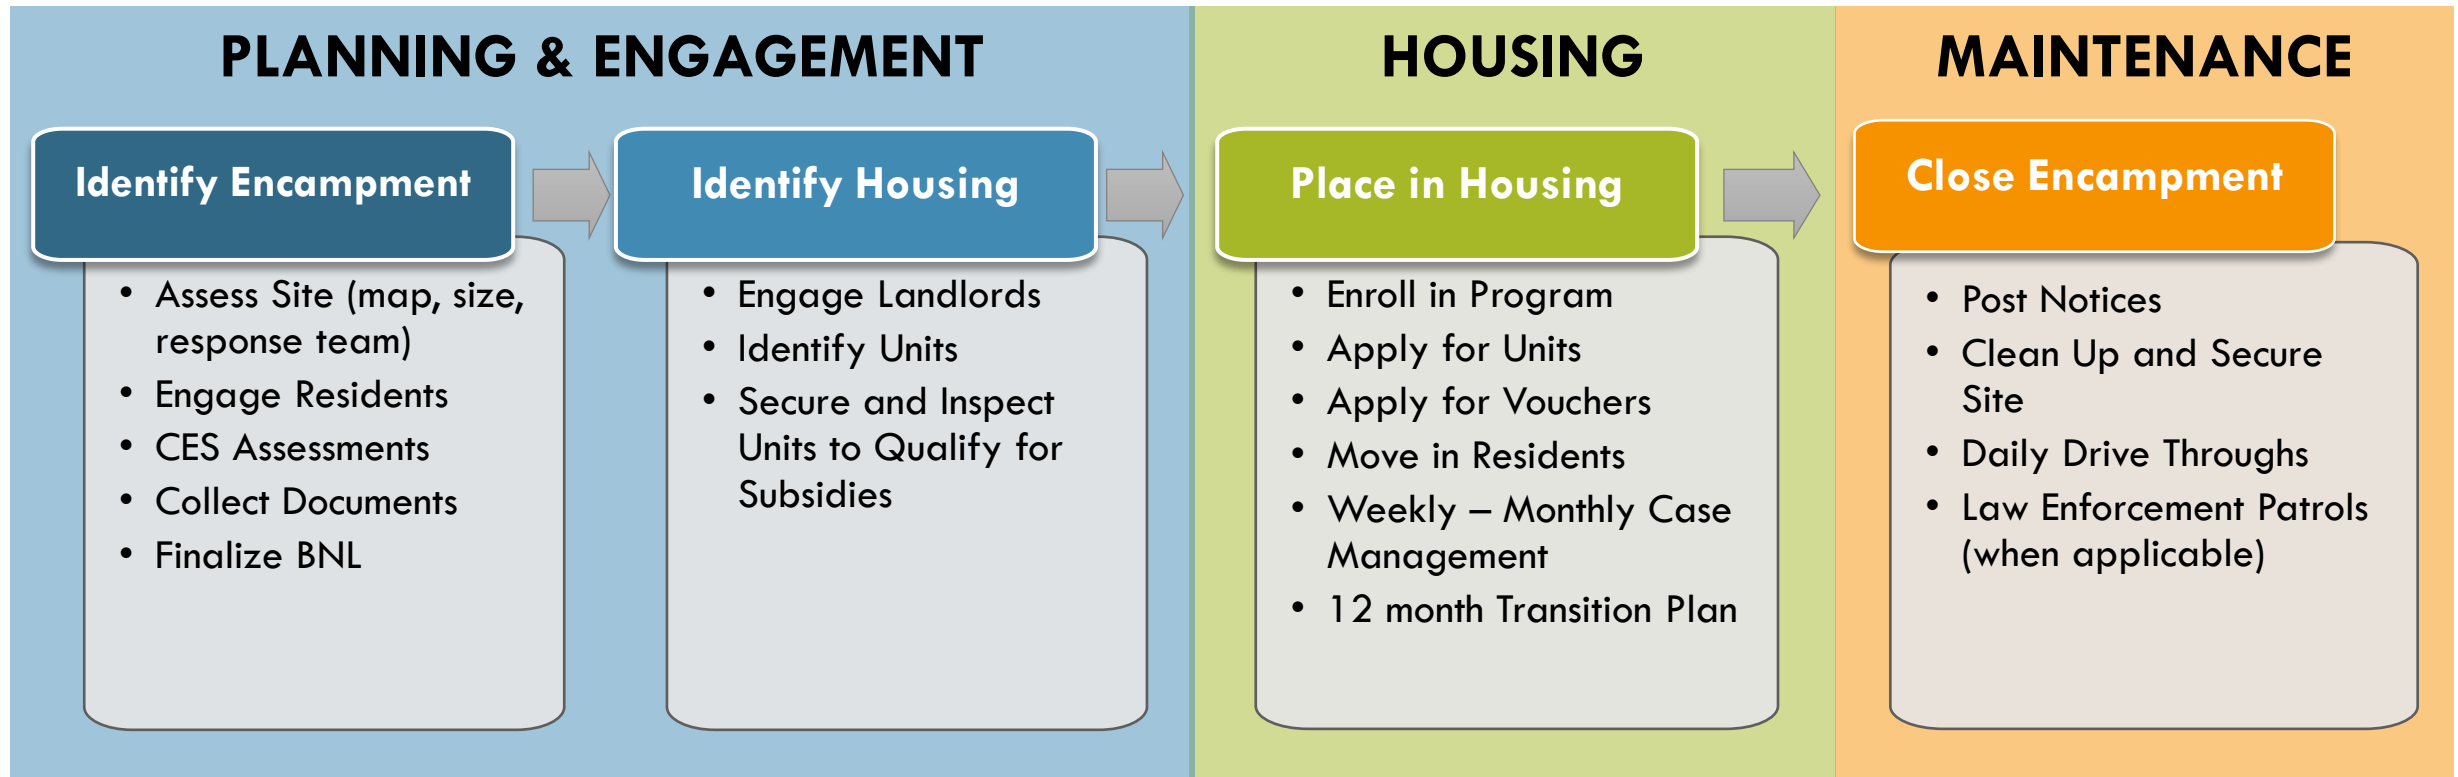 PLANNING & ENGAGEMENT
Identify Encampment
• Assess Site (map, size,
response team)
• Engage Residents
• CES Assessments
• Collect Documents
• Finalize BNL
Identify Housing
• Engage Landlords
• Identify Units
• Secure and Inspect
Units to Qualify for
Subsidies
HOUSING
Place in Housing
• Enroll in Program
• Apply for Units
• Apply for Vouchers
• Move in Residents
• Weekly – Monthly Case
Management
• 12 month Transition Plan
MAINTENANCE
Close Encampment
• Post Notices
• Clean Up and Secure
Site
• Daily Drive Throughs
• Law Enforcement Patrols
(when applicable)